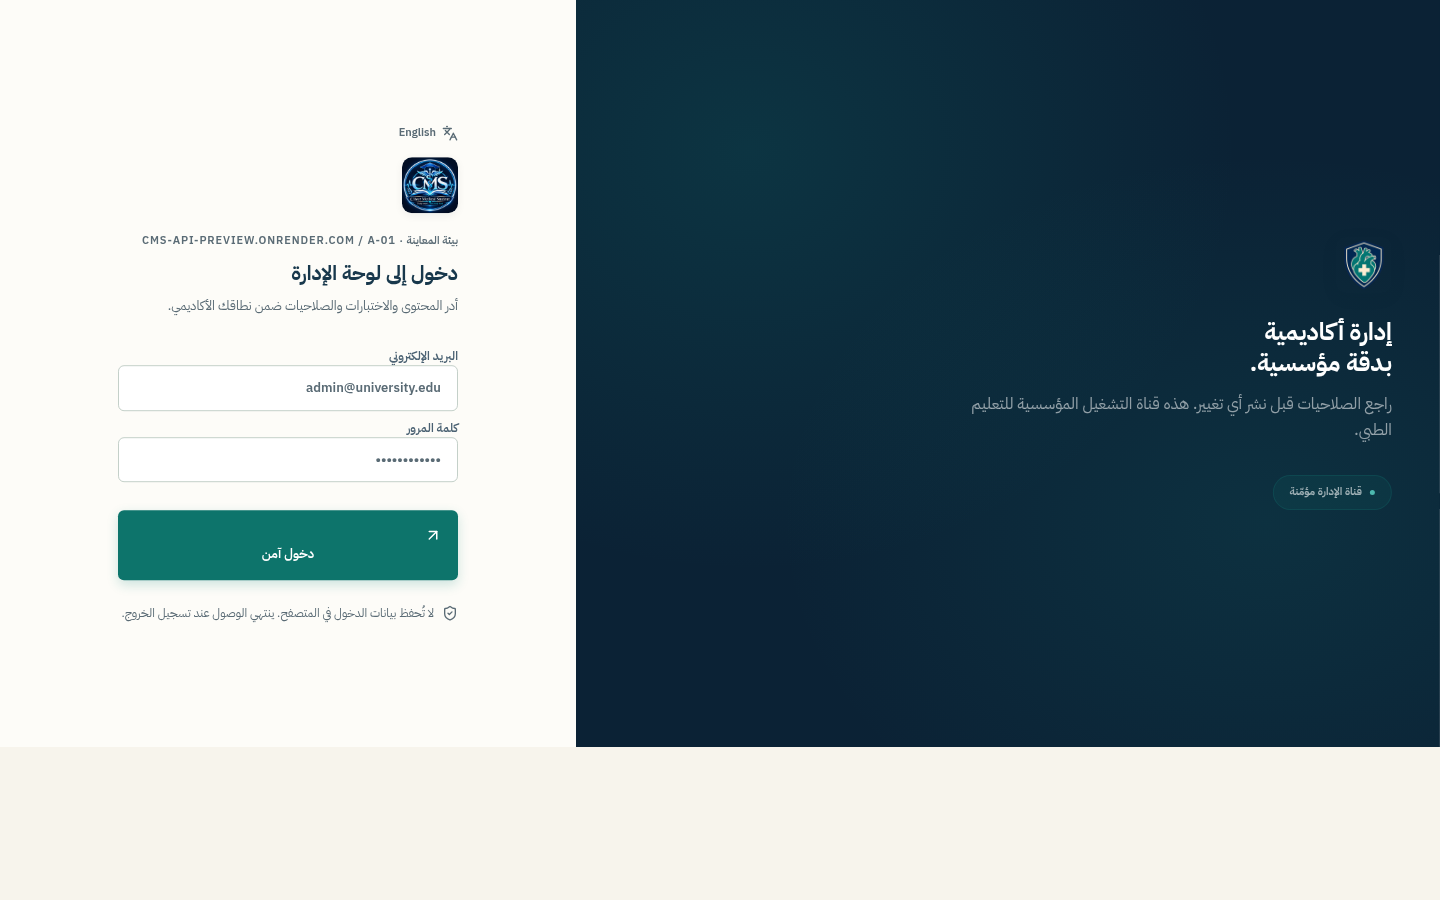 English
CMS
بيئة المعاينة · CMS-API-PREVIEW.ONRENDER.COM / A-01
دخول إلى لوحة الإدارة
أدر المحتوى والاختبارات والصلاحيات ضمن نطاقك الأكاديمي.
البريد الإلكتروني
admin@university.edu
كلمة المرور
••••••••••••
دخول آمن
لا تُحفظ بيانات الدخول في المتصفح. ينتهي الوصول عند تسجيل الخروج.
إدارة أكاديمية
بدقة مؤسسية.
راجع الصلاحيات قبل نشر أي تغيير. هذه قناة التشغيل المؤسسية للتعليم
الطبي.
قناة الإدارة مؤمّنة